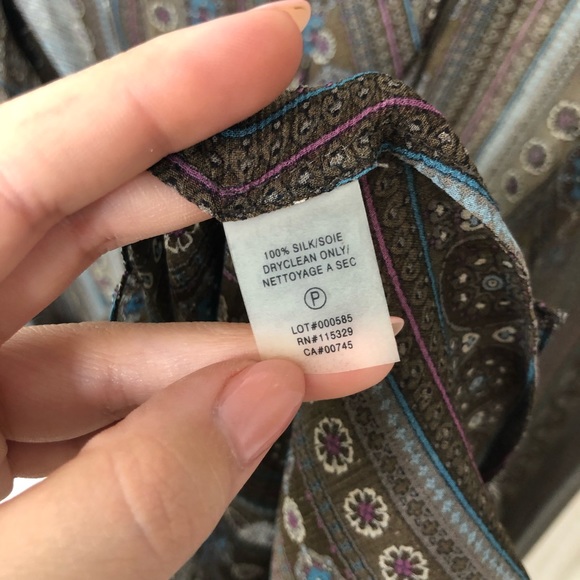 100% SILK/SOIE
DRYCLEAN ONLY/
NETTOYAGE A SEC
P
LOT#000585
RN#115329
CA#00745